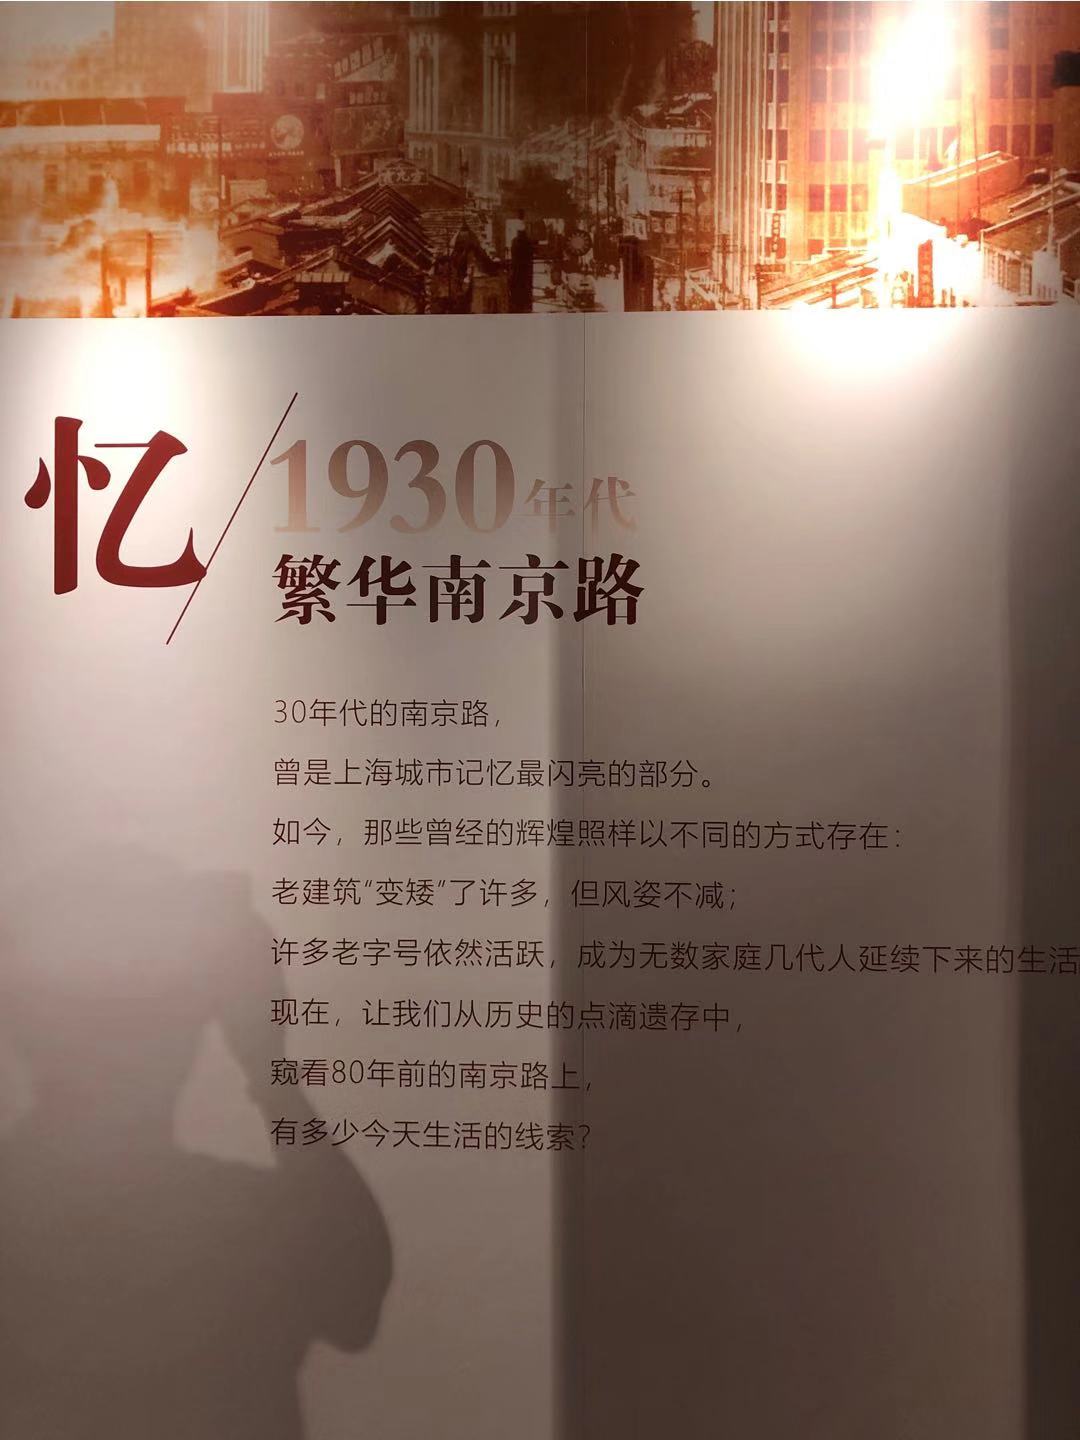 忆
1930年代
繁华南京路
30年代的南京路，
曾是上海城市记忆最闪亮的部分。
如今，那些曾经的辉煌照样以不同的方式存在：
老建筑“变矮”了许多，但风姿不减；
许多老字号依然活跃，成为无数家庭几代人延续下来的生活
现在，让我们从历史的点滴遗存中，
窥看80年前的南京路上，
有多少今天生活的线索？